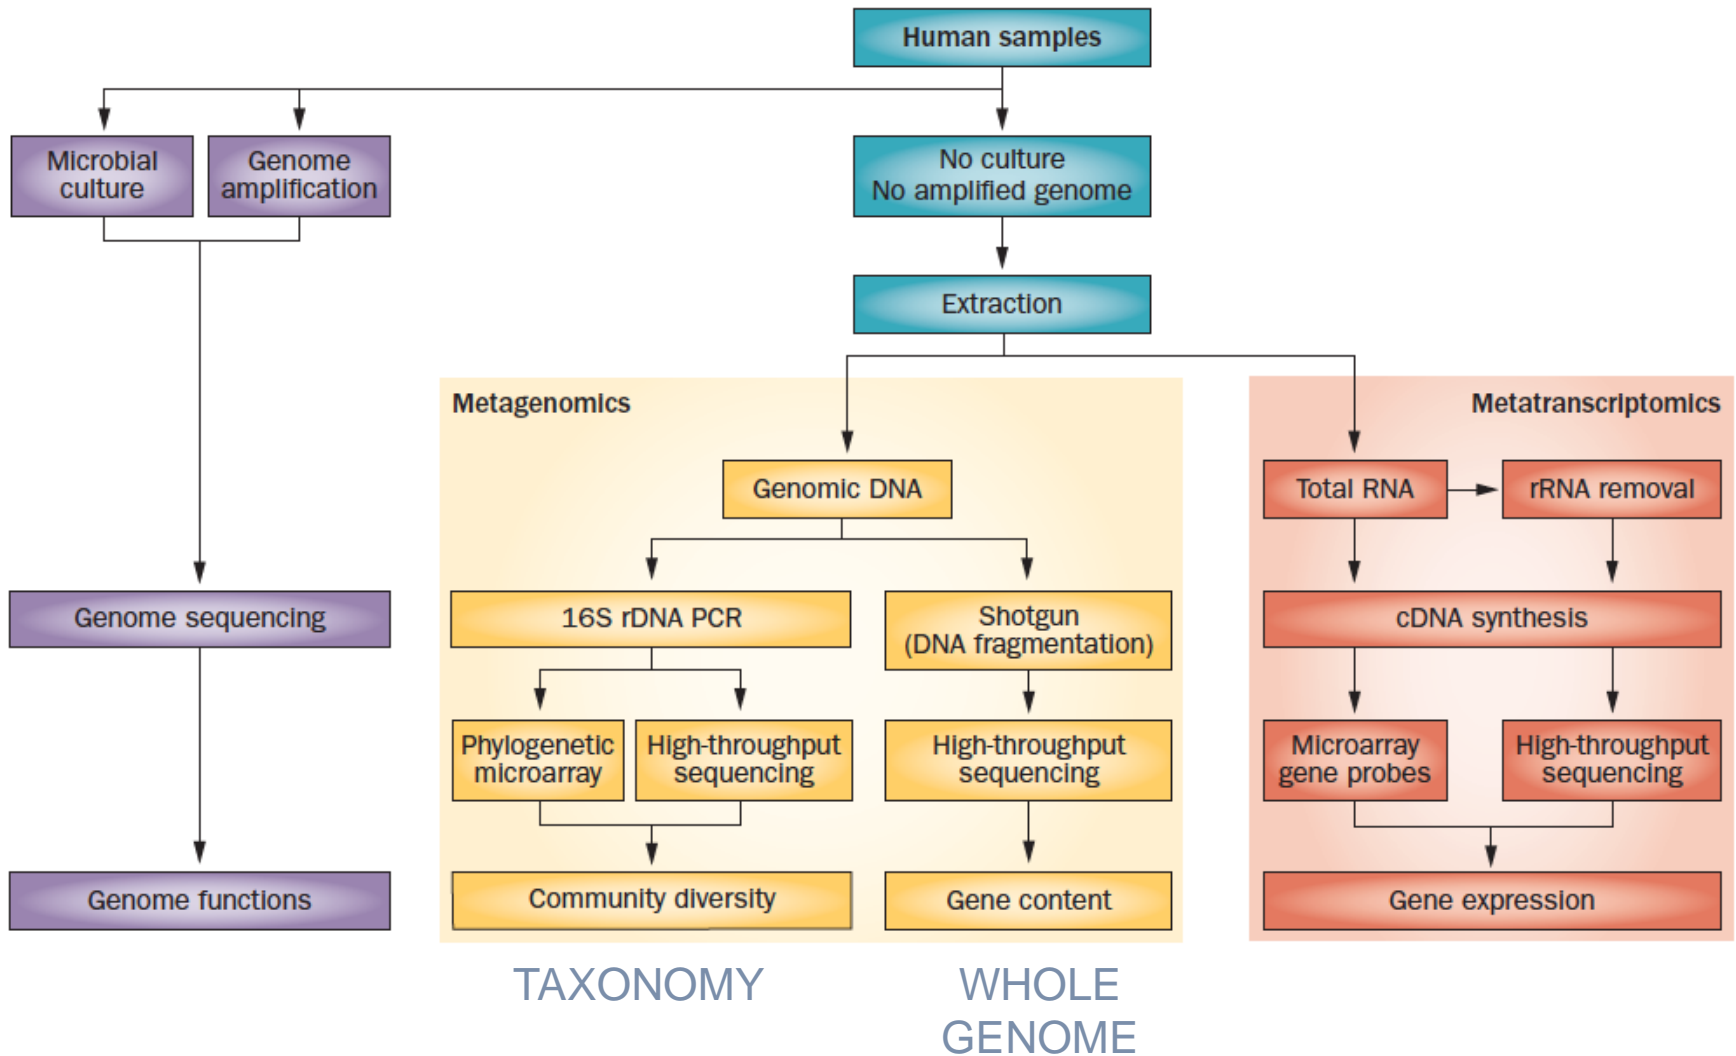 Human samples
Microbial
culture
Genome
amplification
No culture
No amplified genome
Extraction
Metagenomics
Metatranscriptomics
Genomic DNA
Total RNA
rRNA removal
Genome sequencing
16S rDNA PCR
Shotgun
(DNA fragmentation)
cDNA synthesis
Phylogenetic
microarray
High-throughput
sequencing
High-throughput
sequencing
Microarray
gene probes
High-throughput
sequencing
Genome functions
Community diversity
Gene content
Gene expression
TAXONOMY
WHOLE
GENOME